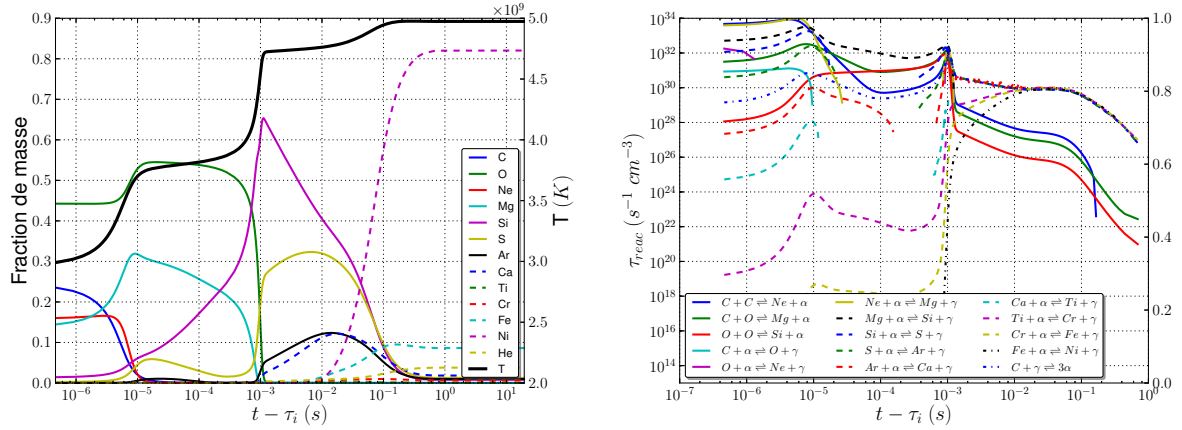 Fraction de masse
0.9
0.8
0.7
0.6
0.5
0.4
0.3
0.2
0.1
0.0
10⁻⁶ 10⁻⁵ 10⁻⁴ 10⁻³ 10⁻² 10⁻¹ 10⁰ 10¹
t − τᵢ (s)
5.0 ×10⁹
4.5
4.0
3.5
3.0
2.5
2.0
T (K)
C
O
Ne
Mg
Si
S
Ar
Ca
Ti
Cr
Fe
Ni
He
T
τ_reac (s⁻¹ cm⁻³)
10³⁴
10³²
10³⁰
10²⁸
10²⁶
10²⁴
10²²
10²⁰
10¹⁸
10¹⁶
10¹⁴
10⁻⁷ 10⁻⁶ 10⁻⁵ 10⁻⁴ 10⁻³ 10⁻² 10⁻¹ 10⁰
t − τᵢ (s)
1.0
0.8
0.6
0.4
0.2
0.0
C + C ⇌ Ne + α
C + O ⇌ Mg + α
O + O ⇌ Si + α
C + α ⇌ O + γ
O + α ⇌ Ne + γ
Ne + α ⇌ Mg + γ
Mg + α ⇌ Si + γ
Si + α ⇌ S + γ
S + α ⇌ Ar + γ
Ar + α ⇌ Ca + γ
Ca + α ⇌ Ti + γ
Ti + α ⇌ Cr + γ
Cr + α ⇌ Fe + γ
Fe + α ⇌ Ni + γ
C + γ ⇌ 3α